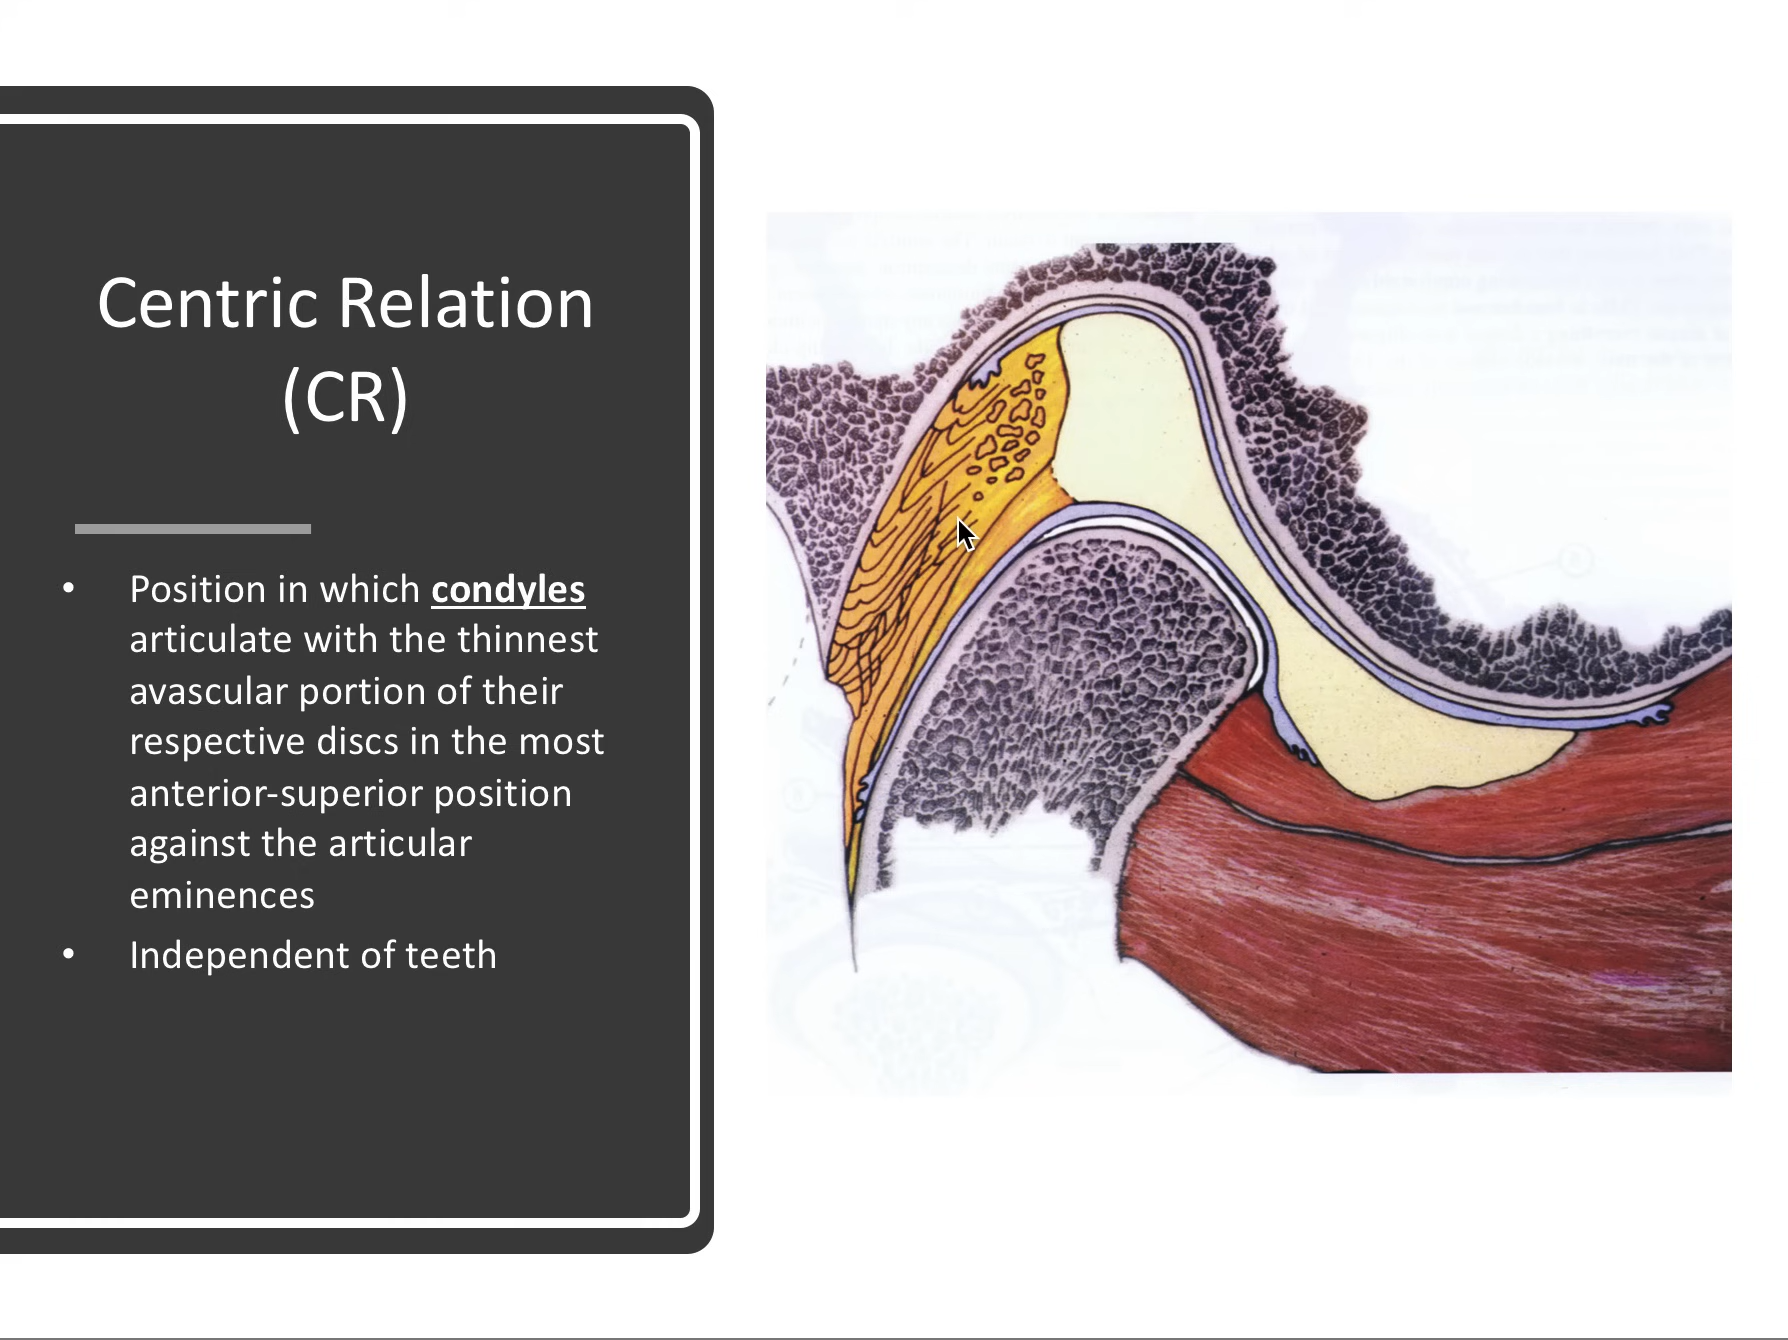 Centric Relation
(CR)
• Position in which condyles
articulate with the thinnest
avascular portion of their
respective discs in the most
anterior-superior position
against the articular
eminences
• Independent of teeth